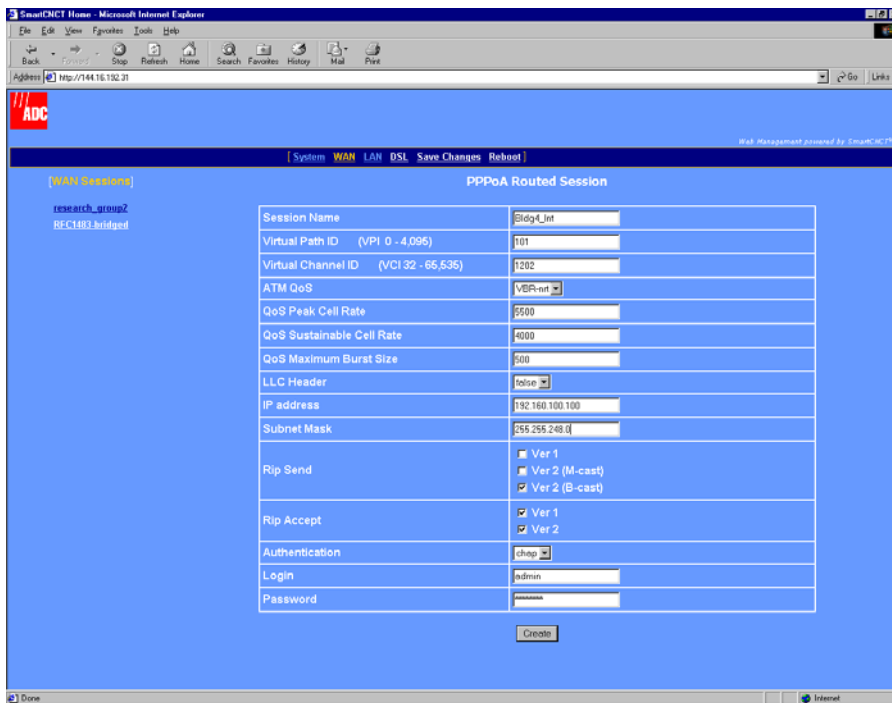 SmartCNCT Home - Microsoft Internet Explorer
File Edit View Favorites Tools Help
Back Forward Stop Refresh Home Search Favorites History Mail Print
Address http://144.16.192.31 Go Links
ADC
Web Management powered by SmartCNCT®
[ System WAN LAN DSL Save Changes Reboot ]
[WAN Sessions]
research_group2
RFC1483-bridged
PPPoA Routed Session
Session Name Bldg4_Int
Virtual Path ID (VPI 0 - 4,095) 101
Virtual Channel ID (VCI 32 - 65,535) 1202
ATM QoS VBR-nrt
QoS Peak Cell Rate 5500
QoS Sustainable Cell Rate 4000
QoS Maximum Burst Size 500
LLC Header false
IP address 192.160.100.100
Subnet Mask 255.255.248.0
Rip Send
Ver 1
Ver 2 (M-cast)
Ver 2 (B-cast)
Rip Accept
Ver 1
Ver 2
Authentication chap
Login admin
Password ********
Create
Done Internet